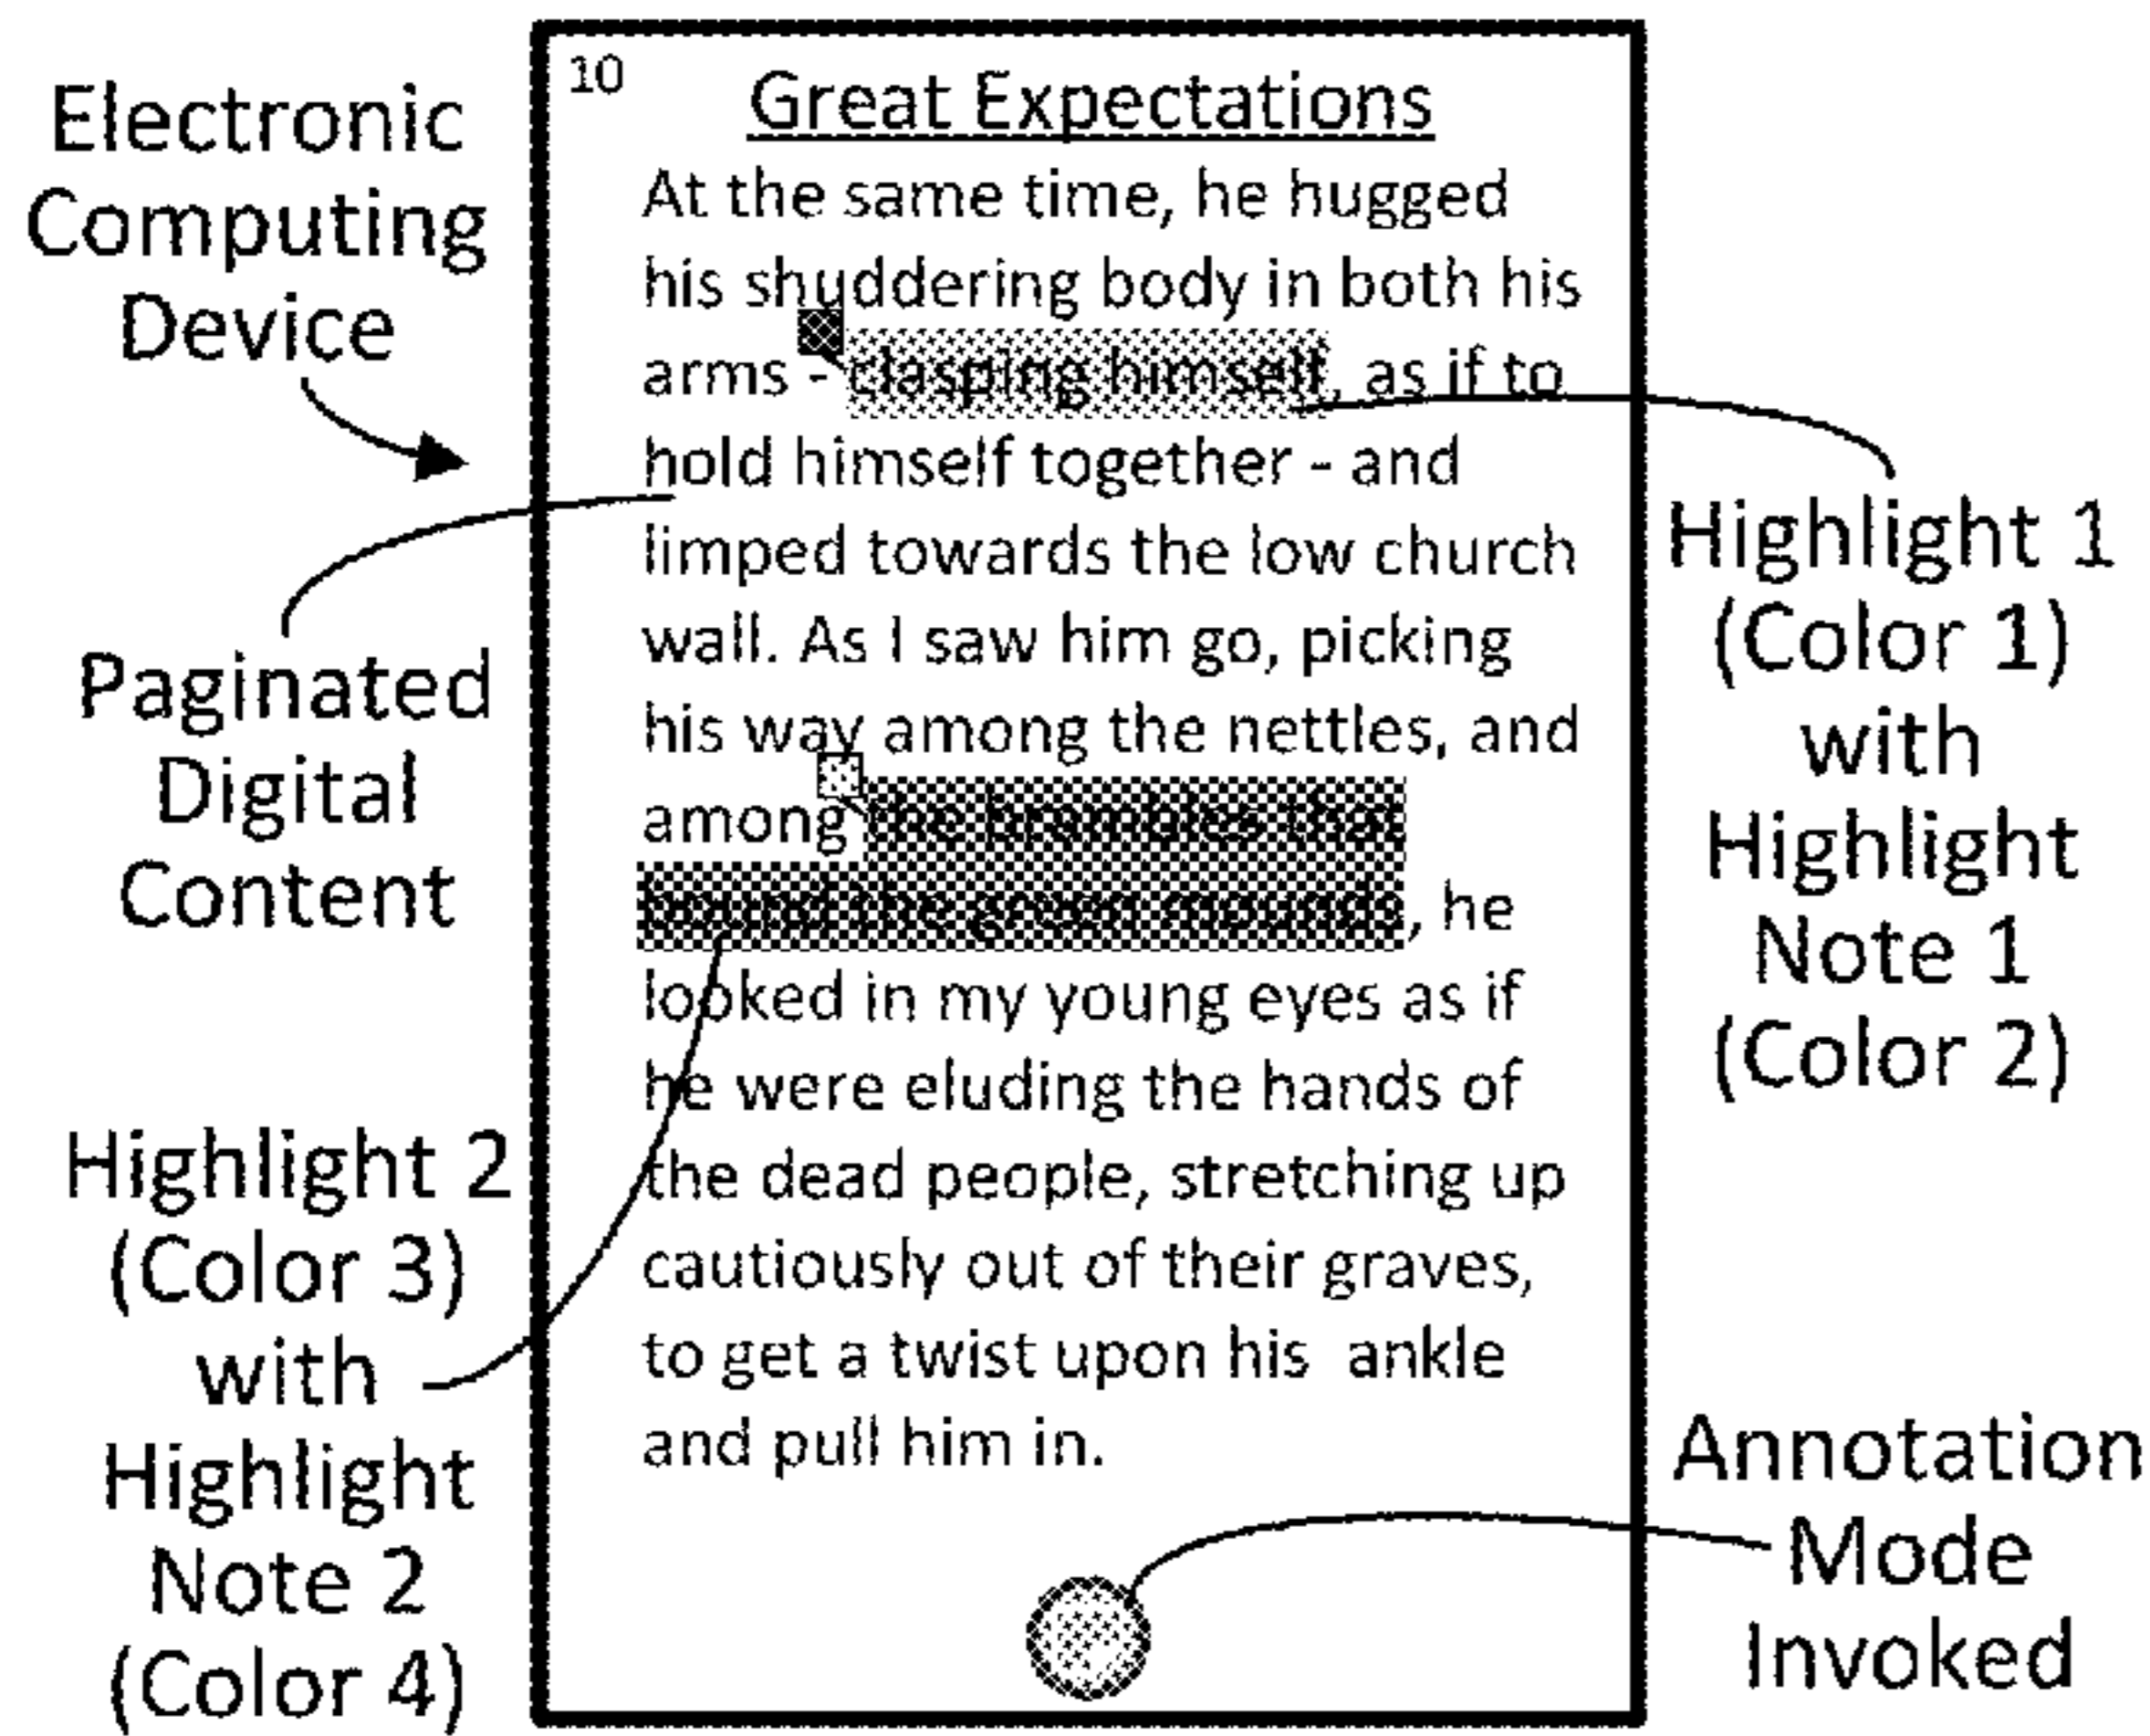 Electronic
Computing
Device
Paginated
Digital
Content
Highlight 2
(Color 3)
with
Highlight
Note 2
(Color 4)
10
Great Expectations
At the same time, he hugged
his shuddering body in both his
arms - clasping himself, as if to
hold himself together - and
limped towards the low church
wall. As I saw him go, picking
his way among the nettles, and
among the brambles that
bound the green mounds, he
looked in my young eyes as if
he were eluding the hands of
the dead people, stretching up
cautiously out of their graves,
to get a twist upon his ankle
and pull him in.
Highlight 1
(Color 1)
with
Highlight
Note 1
(Color 2)
Annotation
Mode
Invoked